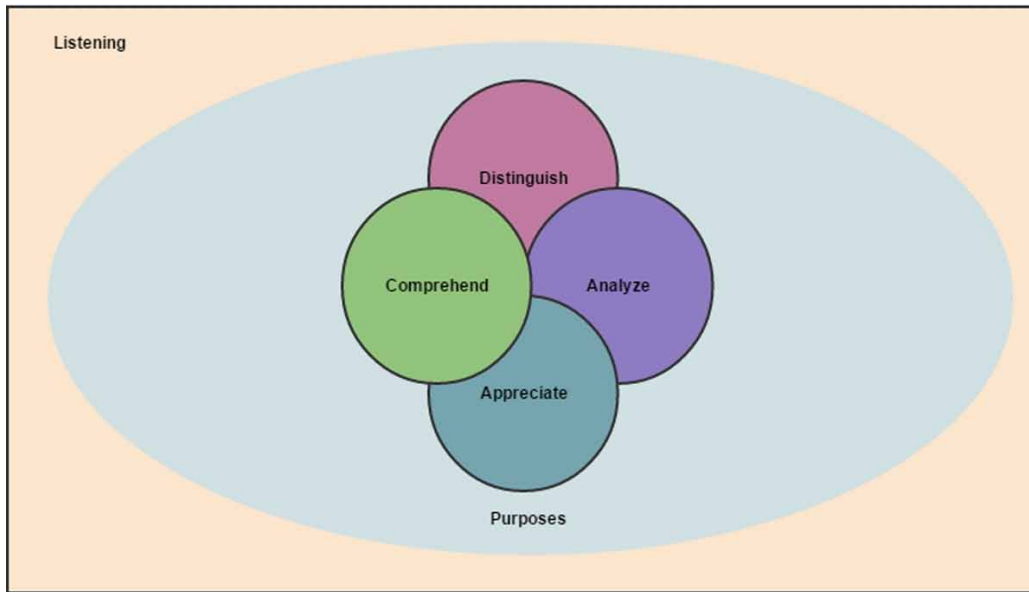 Listening
Distinguish
Comprehend
Analyze
Appreciate
Purposes